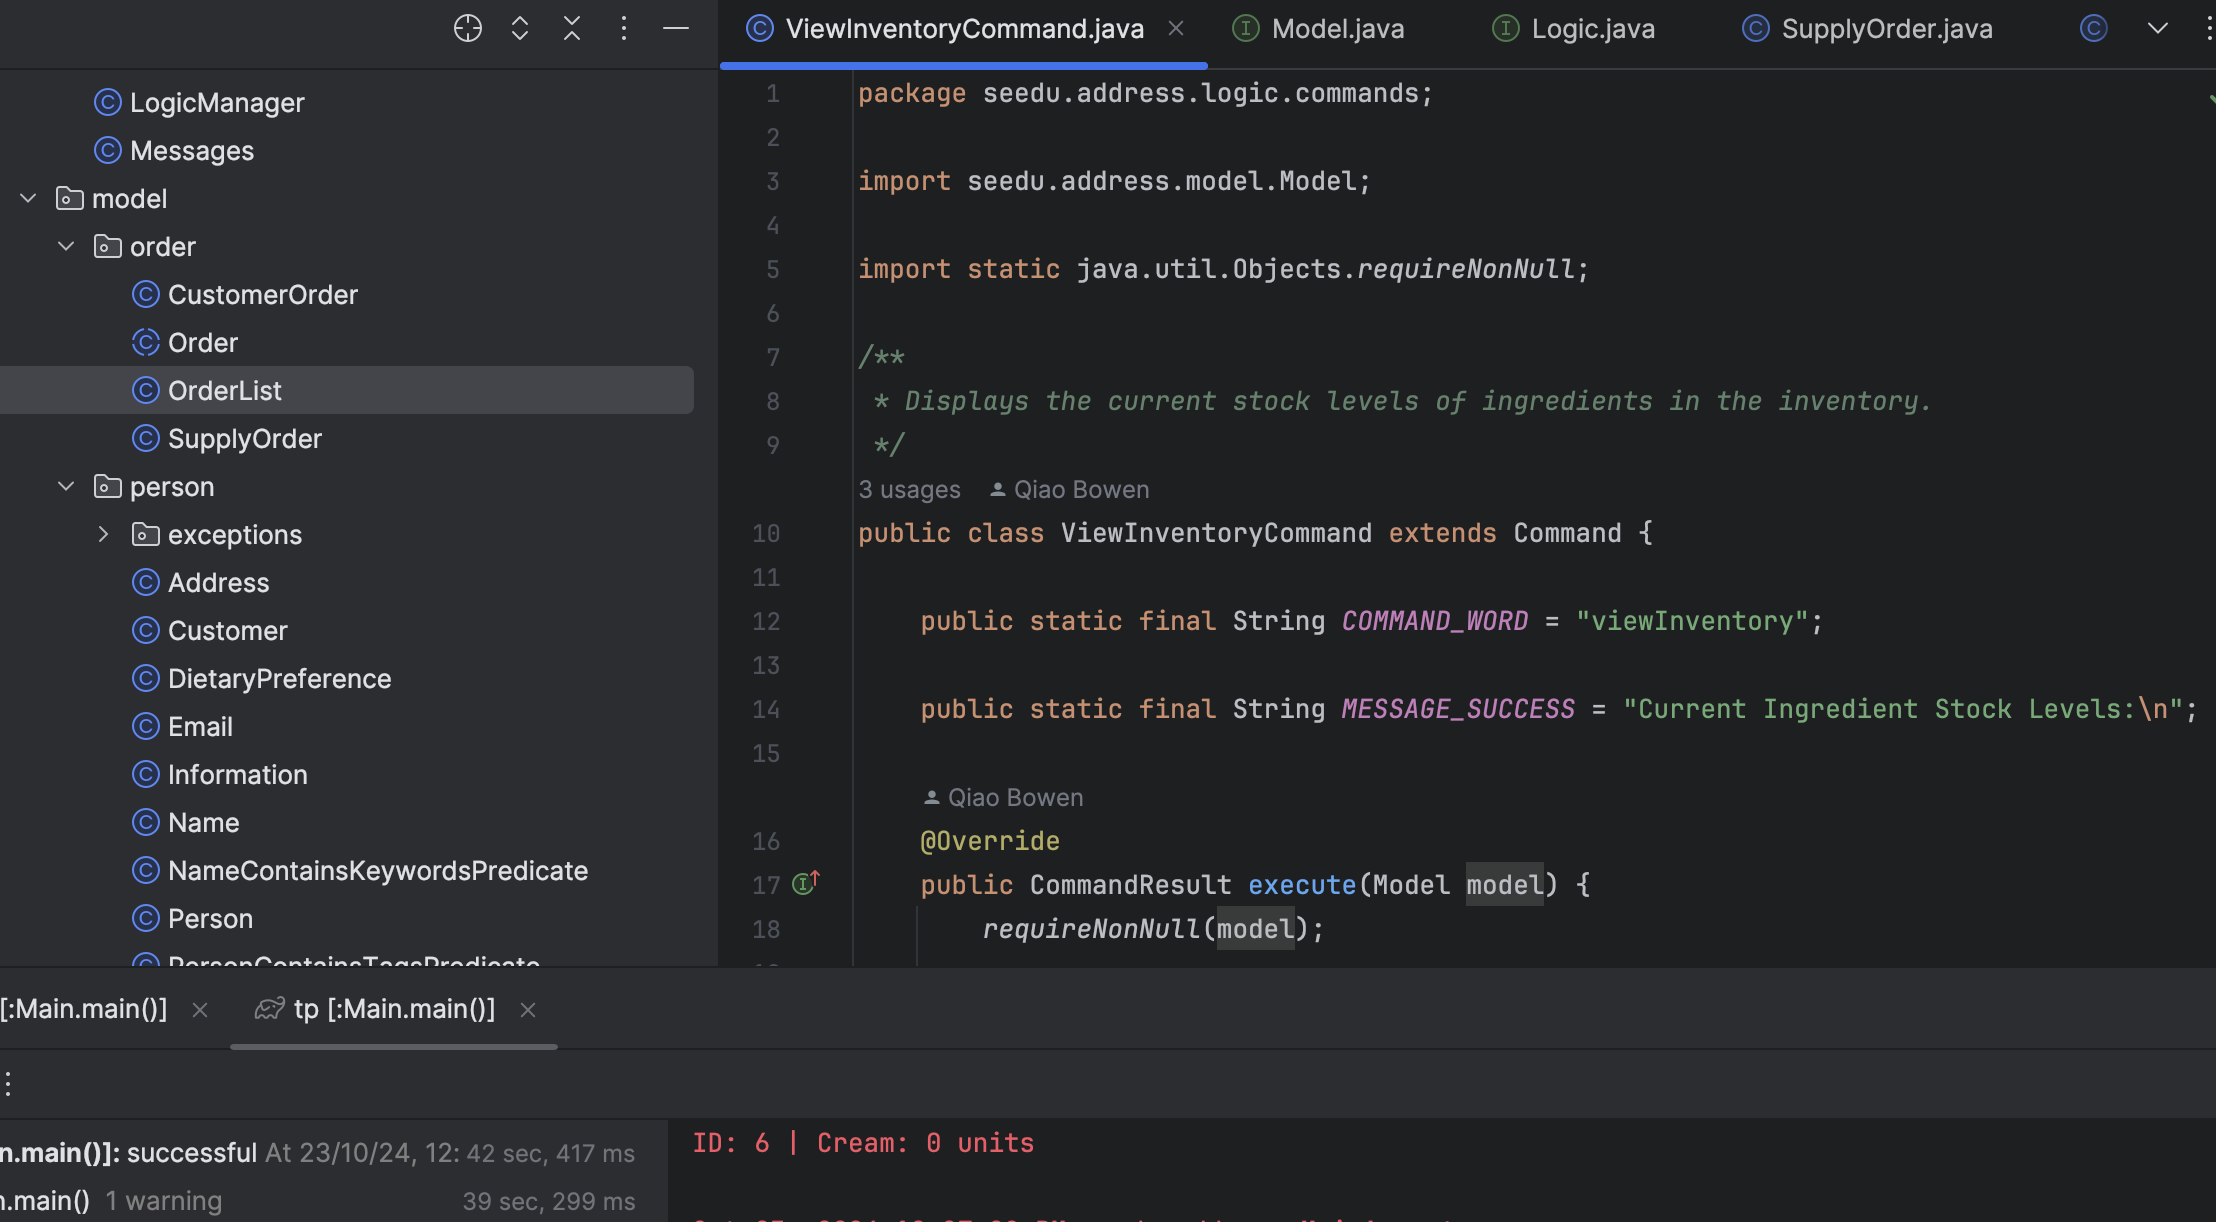 ViewInventoryCommand.java
Model.java
Logic.java
SupplyOrder.java
LogicManager
Messages
model
order
CustomerOrder
Order
OrderList
SupplyOrder
person
exceptions
Address
Customer
DietaryPreference
Email
Information
Name
NameContainsKeywordsPredicate
Person
PersonContainsTagsPredicate
1 package seedu.address.logic.commands;
2
3 import seedu.address.model.Model;
4
5 import static java.util.Objects.requireNonNull;
6
7 /**
8 * Displays the current stock levels of ingredients in the inventory.
9 */
3 usages Qiao Bowen
10 public class ViewInventoryCommand extends Command {
11
12 public static final String COMMAND_WORD = "viewInventory";
13
14 public static final String MESSAGE_SUCCESS = "Current Ingredient Stock Levels:\n";
15
Qiao Bowen
16 @Override
17 public CommandResult execute(Model model) {
18 requireNonNull(model);
[:Main.main()]
tp [:Main.main()]
n.main()]: successful At 23/10/24, 12: 42 sec, 417 ms
n.main() 1 warning 39 sec, 299 ms
ID: 6 | Cream: 0 units